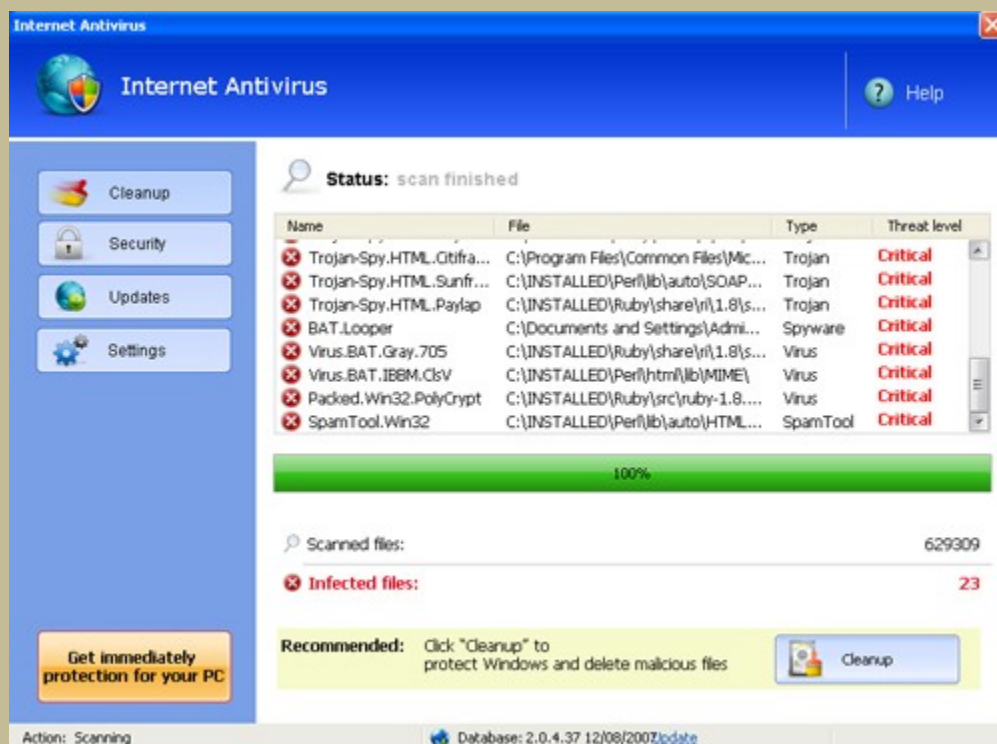 Internet Antivirus
Internet Antivirus
Help
Cleanup
Security
Updates
Settings
Get immediately
protection for your PC
Status: scan finished
Name File Type Threat level
Trojan-Spy.HTML.Citifra... C:\Program Files\Common Files\Mic... Trojan Critical
Trojan-Spy.HTML.Sunfr... C:\INSTALLED\Perl\lib\auto\SOAP... Trojan Critical
Trojan-Spy.HTML.Paylap C:\INSTALLED\Ruby\share\ri\1.8\s... Trojan Critical
BAT.Looper C:\Documents and Settings\Admi... Spyware Critical
Virus.BAT.Gray.705 C:\INSTALLED\Ruby\share\ri\1.8\s... Virus Critical
Virus.BAT.IBBM.ClsV C:\INSTALLED\Perl\html\lib\MIME\ Virus Critical
Packed.Win32.PolyCrypt C:\INSTALLED\Ruby\src\ruby-1.8.... Virus Critical
SpamTool.Win32 C:\INSTALLED\Perl\lib\auto\HTML... SpamTool Critical
100%
Scanned files: 629309
Infected files: 23
Recommended: Click "Cleanup" to
protect Windows and delete malicious files
Cleanup
Action: Scanning Database: 2.0.4.37 12/08/2007 Update